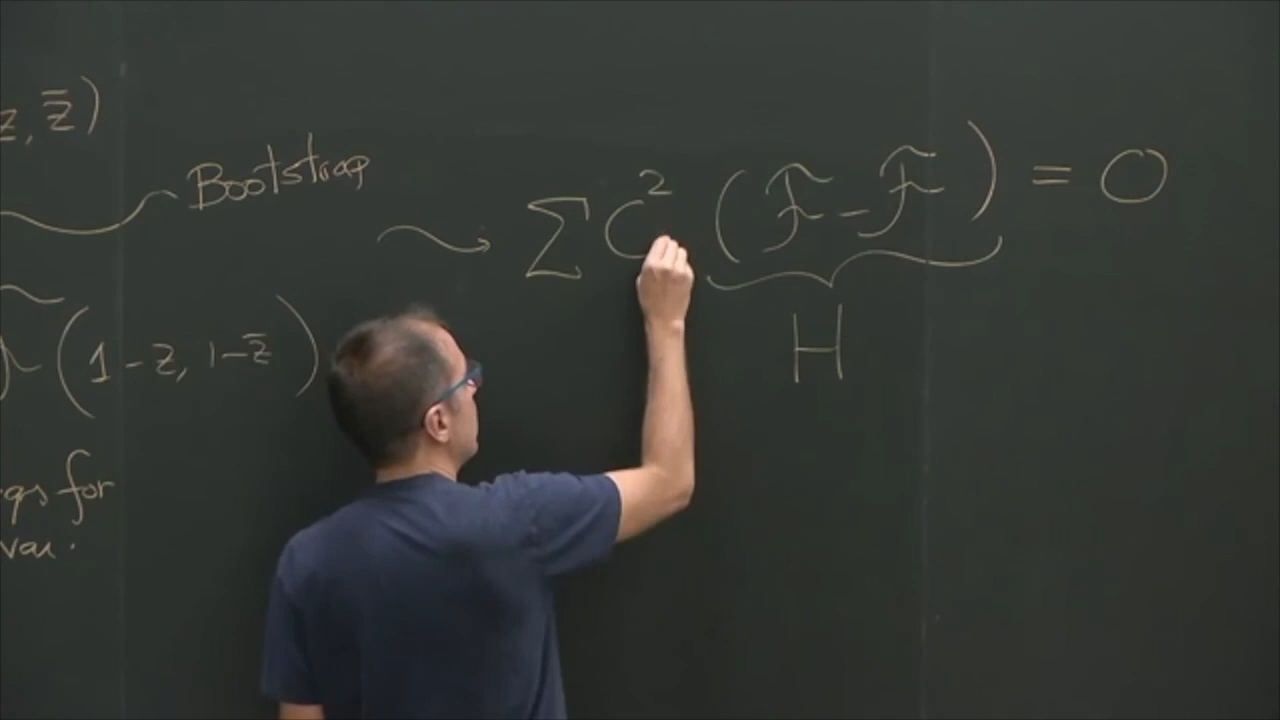 z, z̄)
Bootstrap
∑ C² (ℱ - ℱ) = 0
H
(1-z, 1-z̄)
for
var.